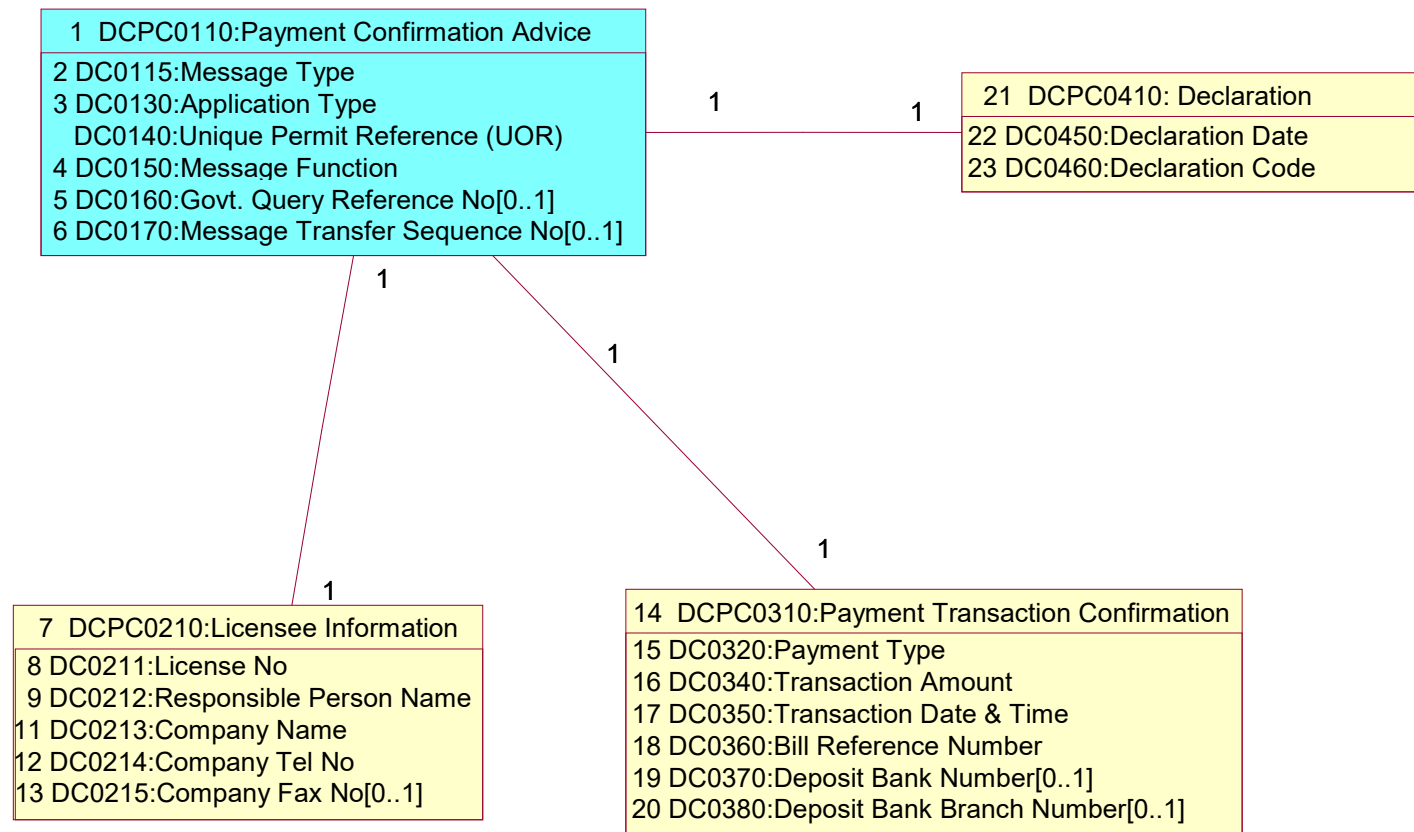 1 DCPC0110:Payment Confirmation Advice
2 DC0115:Message Type
3 DC0130:Application Type
DC0140:Unique Permit Reference (UOR)
4 DC0150:Message Function
5 DC0160:Govt. Query Reference No[0..1]
6 DC0170:Message Transfer Sequence No[0..1]
1
1
21 DCPC0410: Declaration
22 DC0450:Declaration Date
23 DC0460:Declaration Code
1
1
1
1
7 DCPC0210:Licensee Information
8 DC0211:License No
9 DC0212:Responsible Person Name
11 DC0213:Company Name
12 DC0214:Company Tel No
13 DC0215:Company Fax No[0..1]
14 DCPC0310:Payment Transaction Confirmation
15 DC0320:Payment Type
16 DC0340:Transaction Amount
17 DC0350:Transaction Date & Time
18 DC0360:Bill Reference Number
19 DC0370:Deposit Bank Number[0..1]
20 DC0380:Deposit Bank Branch Number[0..1]